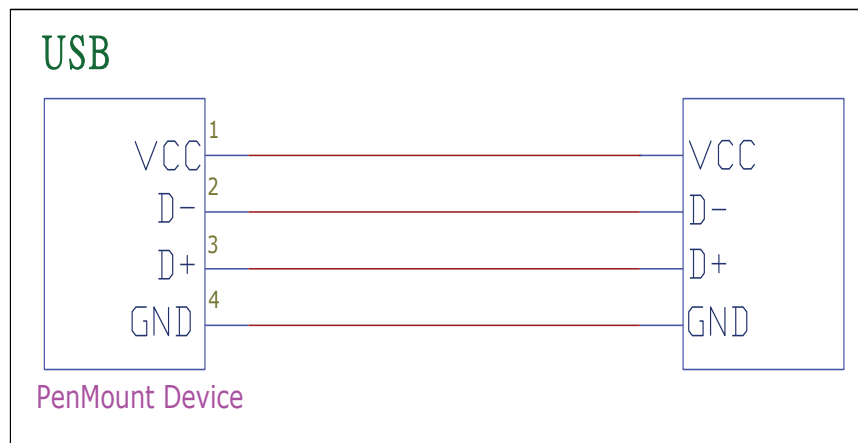 USB
VCC 1 VCC
D- 2 D-
D+ 3 D+
GND 4 GND
PenMount Device